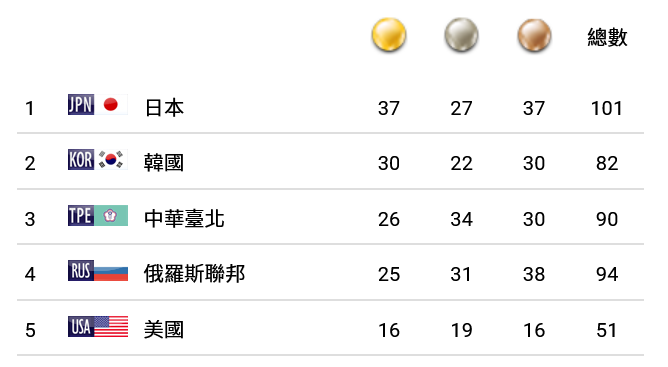 總數
1 JPN 日本 37 27 37 101
2 KOR 韓國 30 22 30 82
3 TPE 中華臺北 26 34 30 90
4 RUS 俄羅斯聯邦 25 31 38 94
5 USA 美國 16 19 16 51